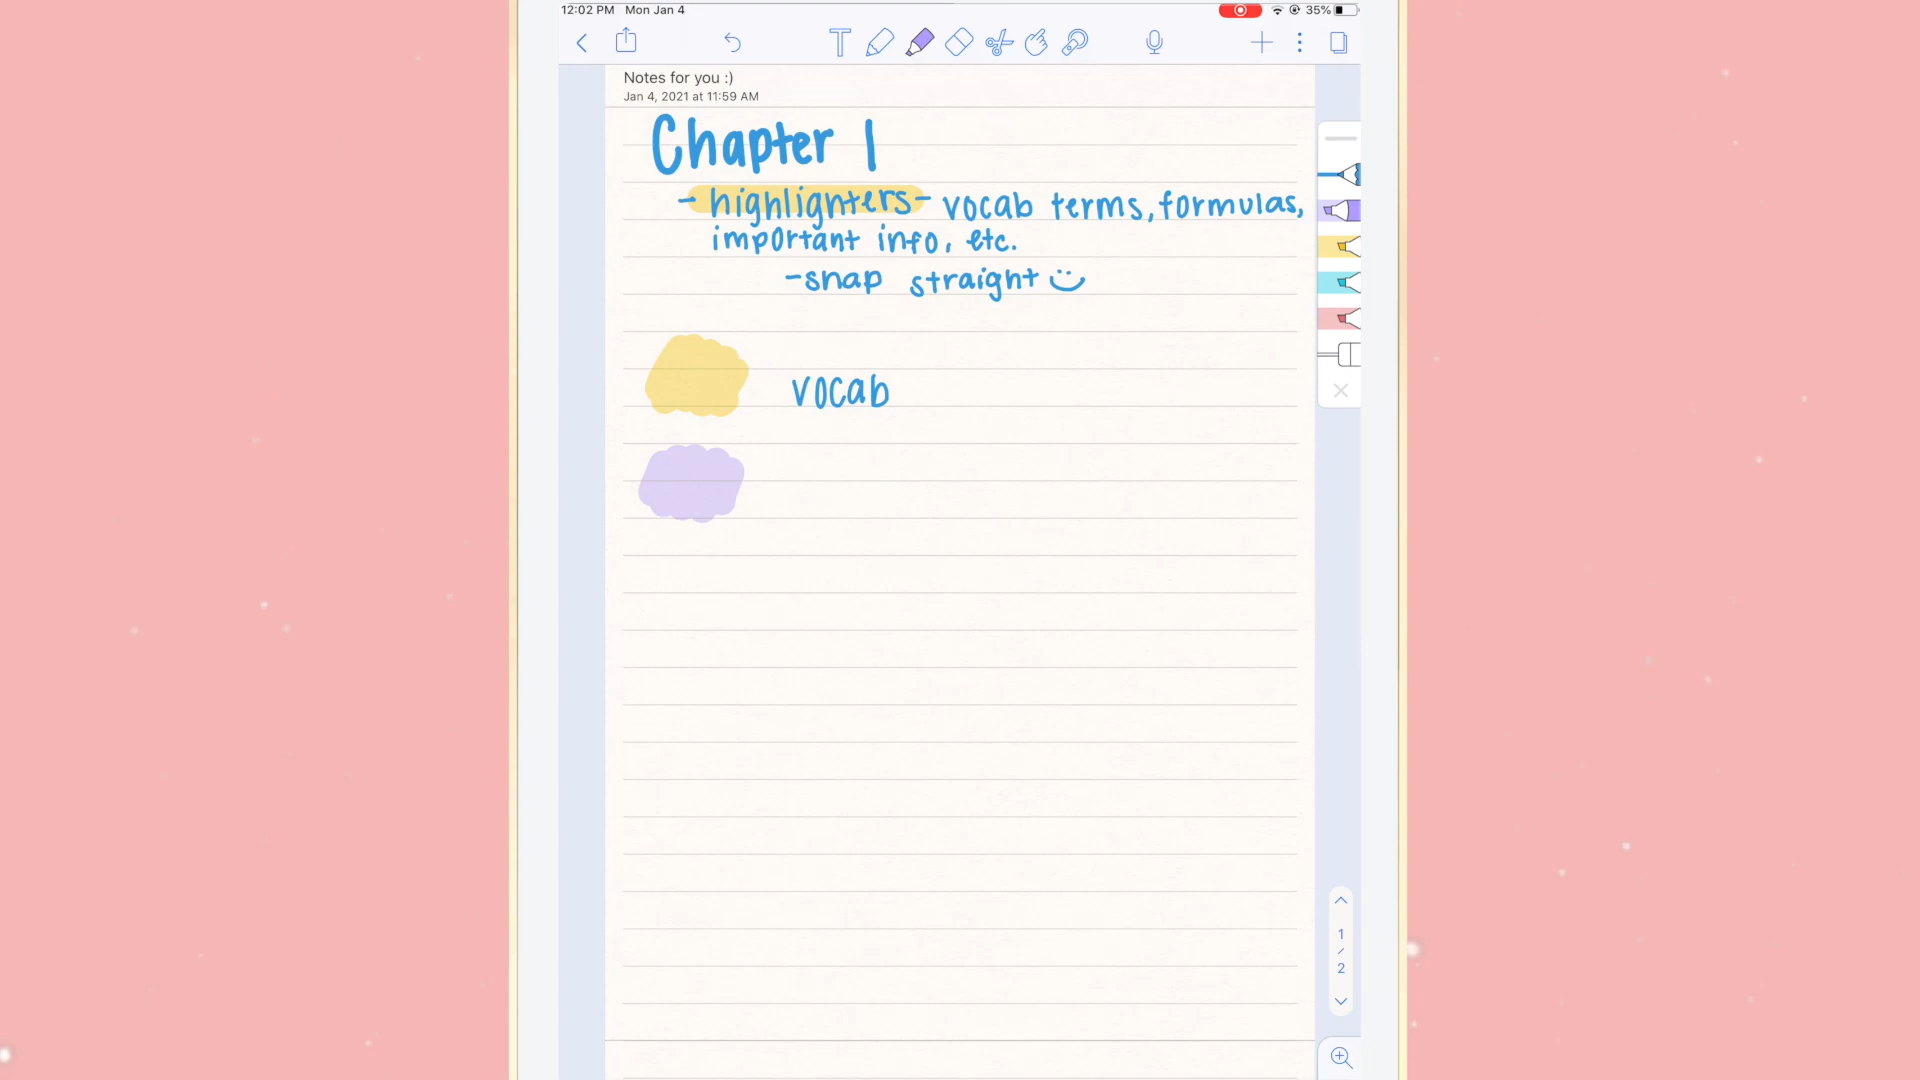 12:02 PM Mon Jan 4 35%
T
Notes for you :)
Jan 4, 2021 at 11:59 AM
Chapter 1
- highlighters - vocab terms, formulas,
important info, etc.
- snap straight
vocab
1
/
2